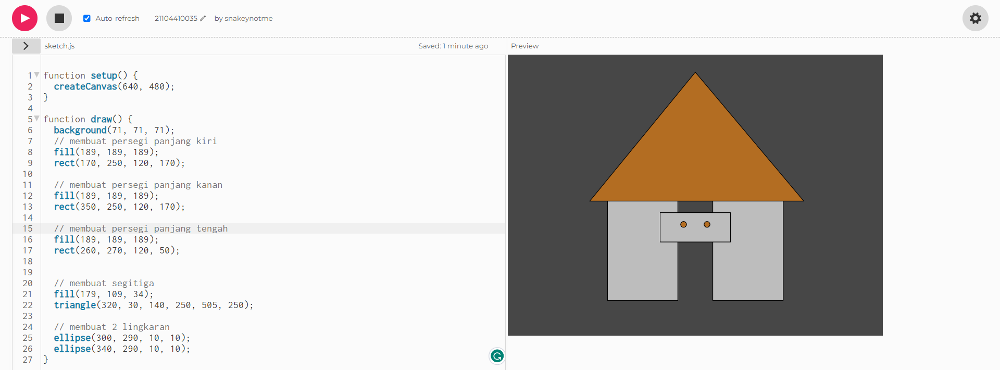 Auto-refresh 21104410035 by snakeynotme
sketch.js Saved: 1 minute ago Preview
1 function setup() {
2 createCanvas(640, 480);
3 }
4
5 function draw() {
6 background(71, 71, 71);
7 // membuat persegi panjang kiri
8 fill(189, 189, 189);
9 rect(170, 250, 120, 170);
10
11 // membuat persegi panjang kanan
12 fill(189, 189, 189);
13 rect(350, 250, 120, 170);
14
15 // membuat persegi panjang tengah
16 fill(189, 189, 189);
17 rect(260, 270, 120, 50);
18
19
20 // membuat segitiga
21 fill(179, 109, 34);
22 triangle(320, 30, 140, 250, 505, 250);
23
24 // membuat 2 lingkaran
25 ellipse(300, 290, 10, 10);
26 ellipse(340, 290, 10, 10);
27 }